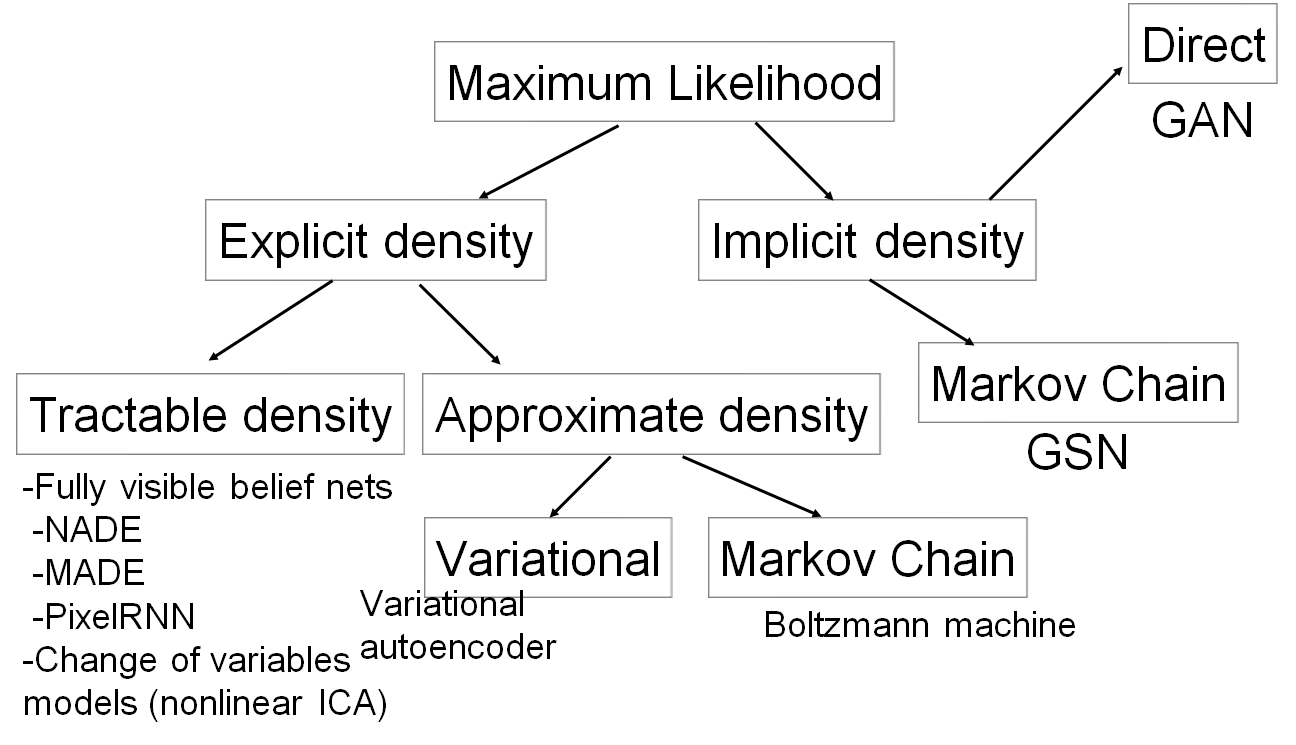 Direct
GAN
Maximum Likelihood
Explicit density
Implicit density
Markov Chain
GSN
Tractable density
Approximate density
-Fully visible belief nets
-NADE
-MADE
-PixelRNN
-Change of variables
models (nonlinear ICA)
Variational
Variational
autoencoder
Markov Chain
Boltzmann machine